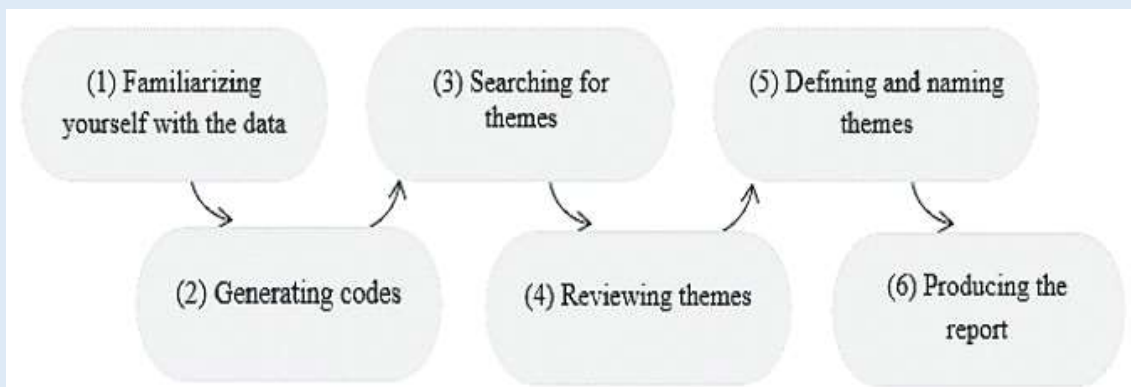 (1) Familiarizing
yourself with the data
(2) Generating codes
(3) Searching for
themes
(4) Reviewing themes
(5) Defining and naming
themes
(6) Producing the
report